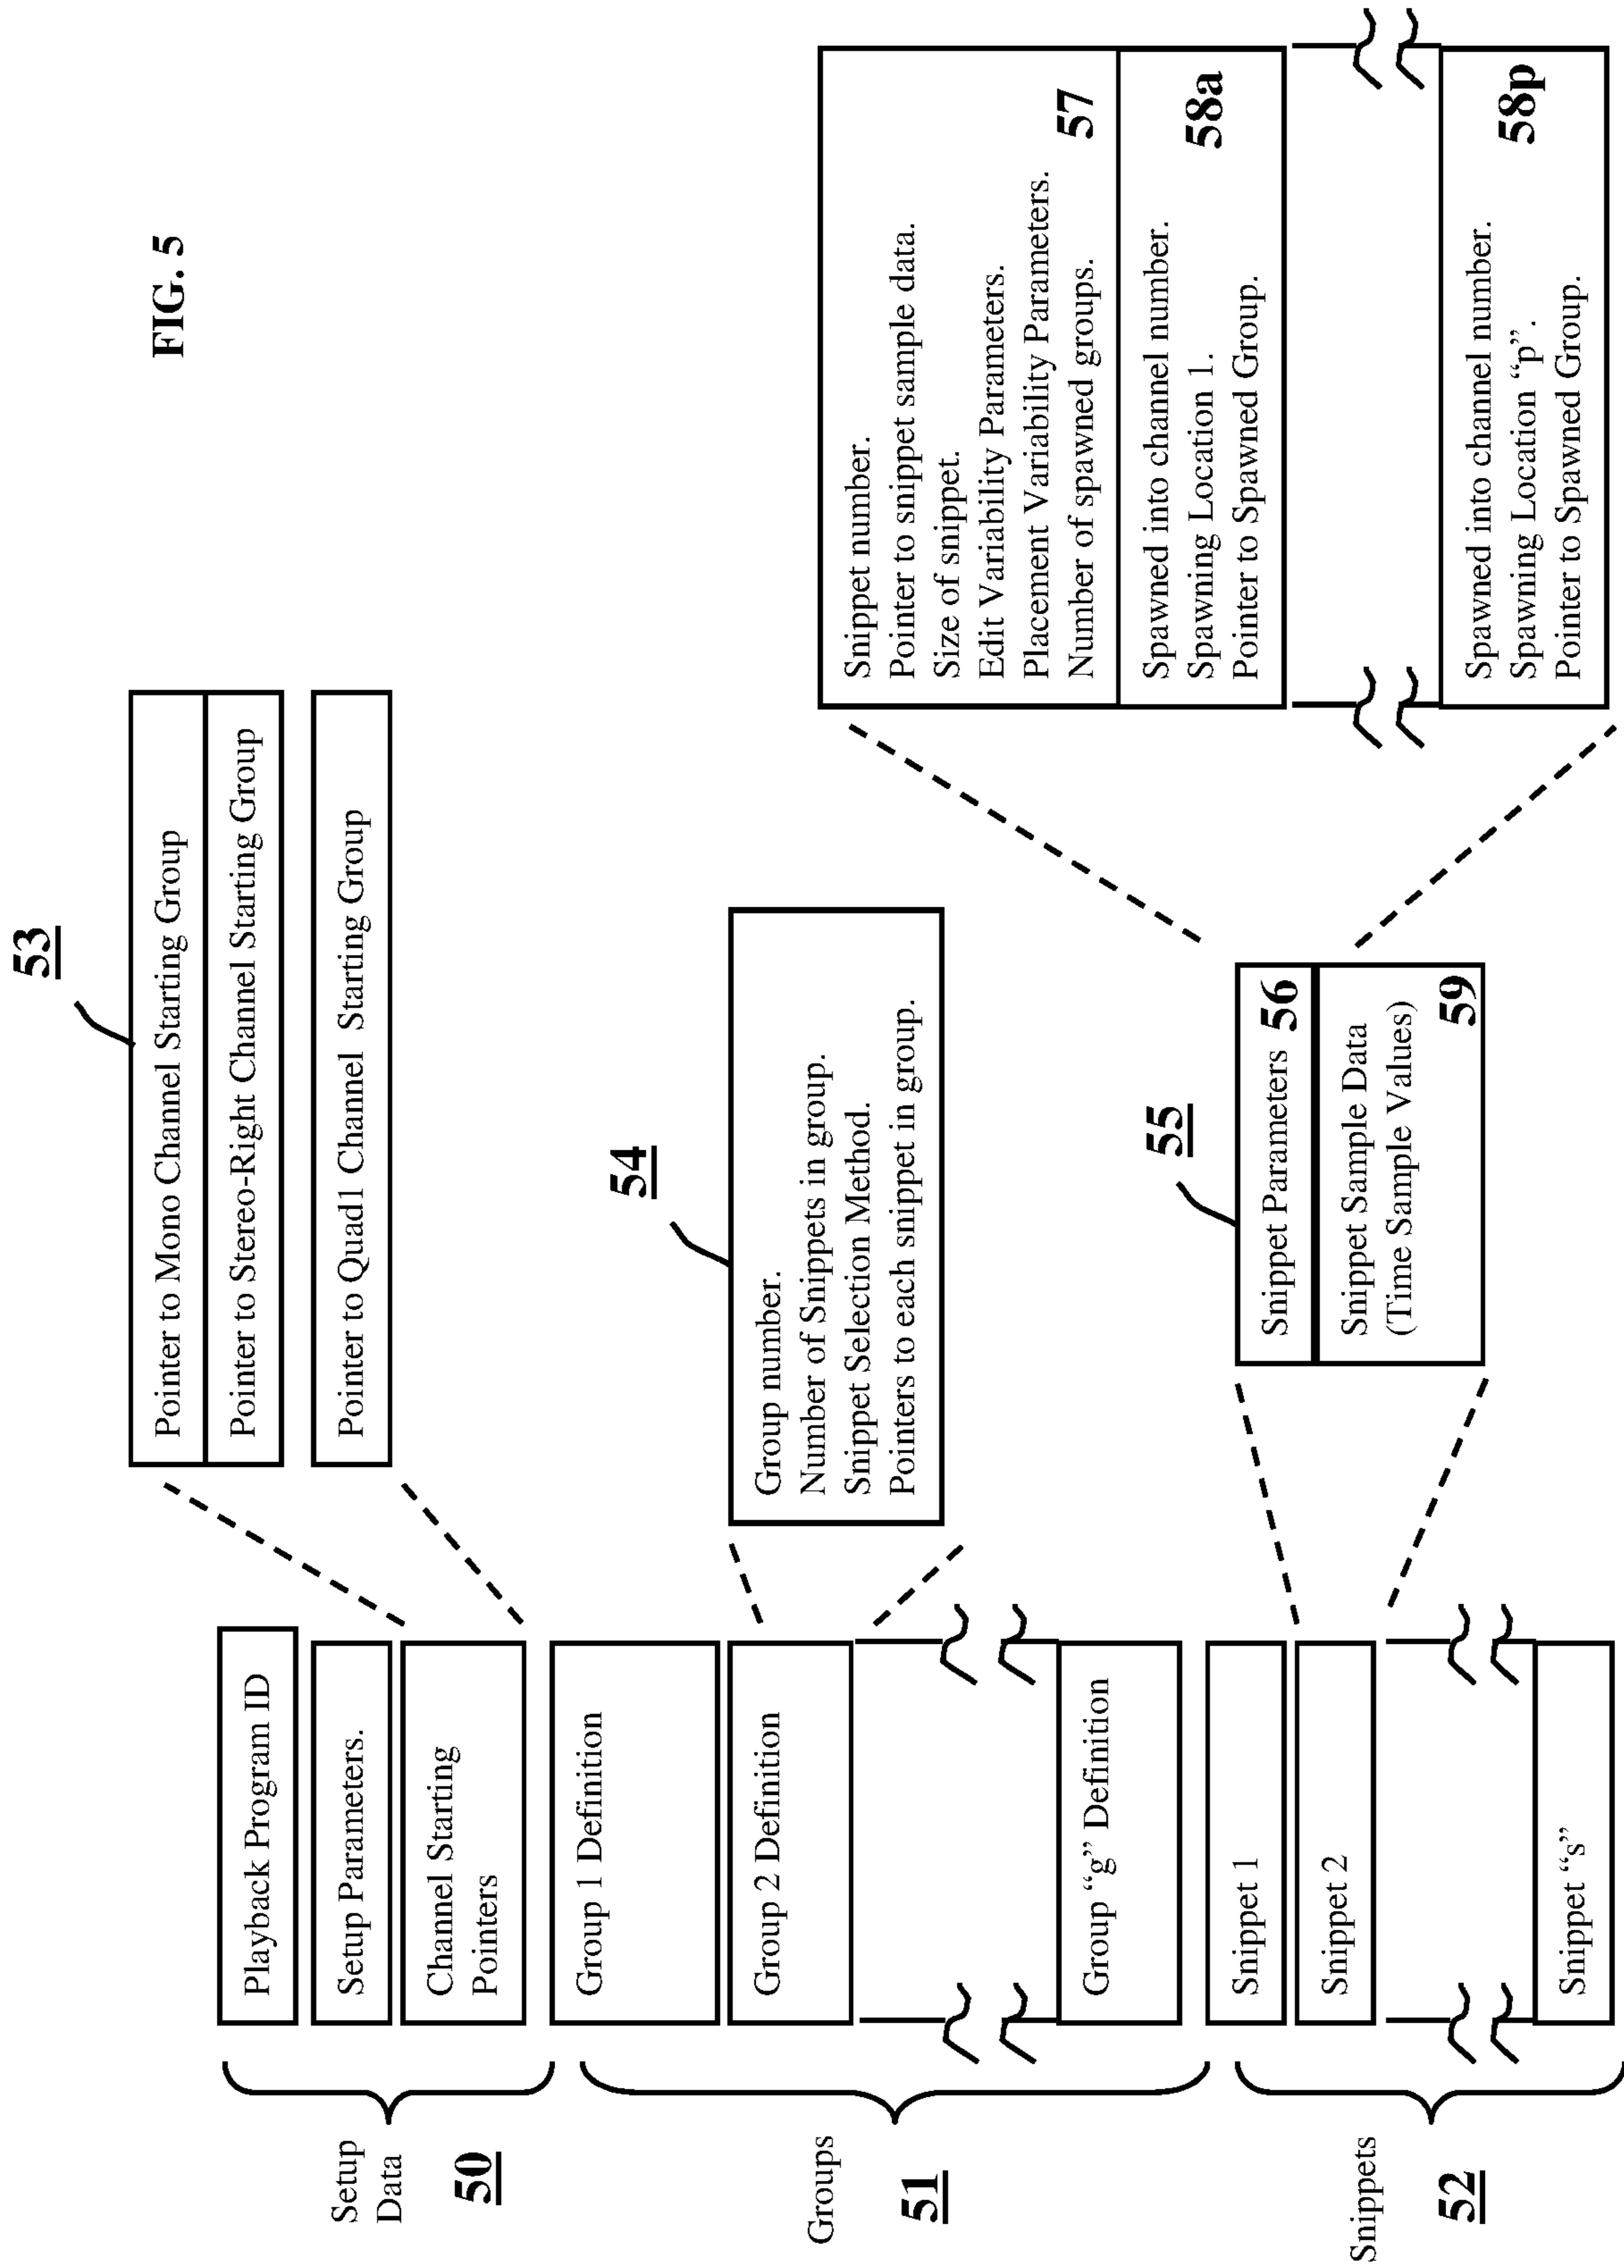 FIG. 5
Setup
Data
50
Playback Program ID
Setup Parameters.
Channel Starting
Pointers
53
Pointer to Mono Channel Starting Group
Pointer to Stereo-Right Channel Starting Group
Pointer to Quad1 Channel Starting Group
Groups
51
Group 1 Definition
Group 2 Definition
Group “g” Definition
54
Group number.
Number of Snippets in group.
Snippet Selection Method.
Pointers to each snippet in group.
Snippets
52
Snippet 1
Snippet 2
Snippet “s”
55
Snippet Parameters 56
Snippet Sample Data
(Time Sample Values)
59
Snippet number.
Pointer to snippet sample data.
Size of snippet.
Edit Variability Parameters.
Placement Variability Parameters.
Number of spawned groups. 57
Spawned into channel number.
Spawning Location 1. 58a
Pointer to Spawned Group.
Spawned into channel number.
Spawning Location “p”. 58p
Pointer to Spawned Group.